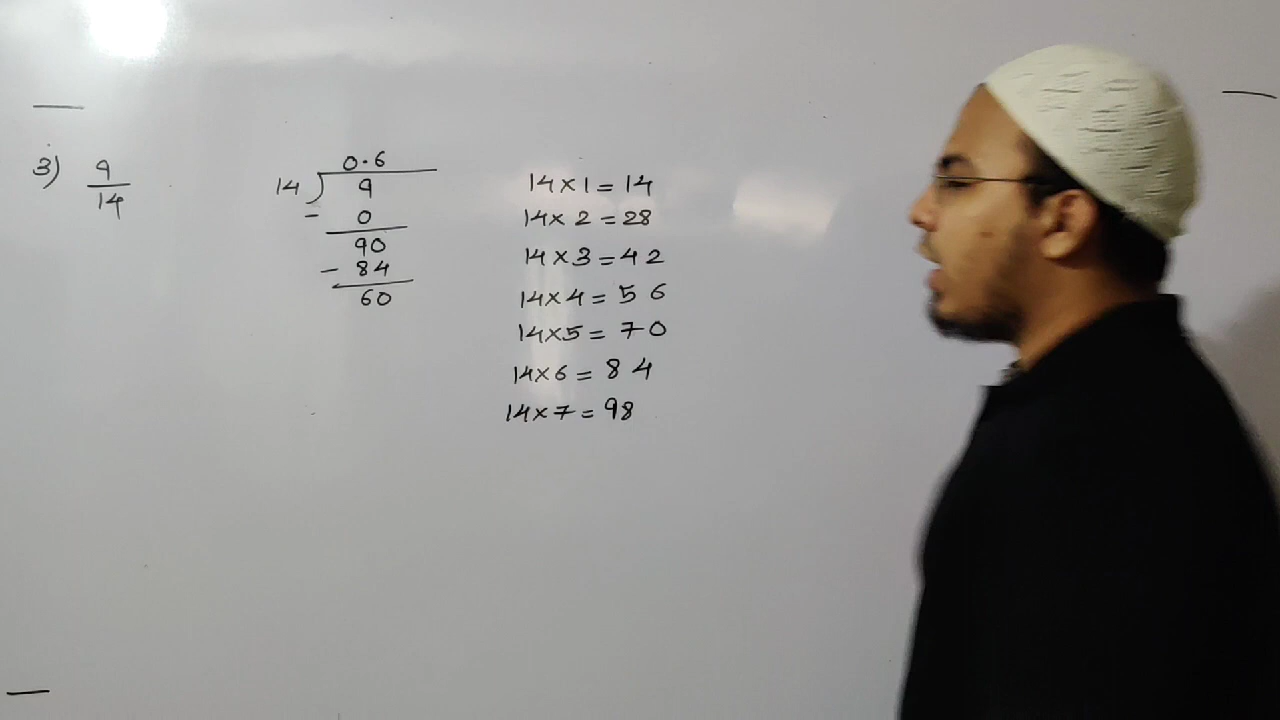 3) 9/14
0.6
14 ) 9
- 0
90
- 84
60
14 × 1 = 14
14 × 2 = 28
14 × 3 = 42
14 × 4 = 56
14 × 5 = 70
14 × 6 = 84
14 × 7 = 98